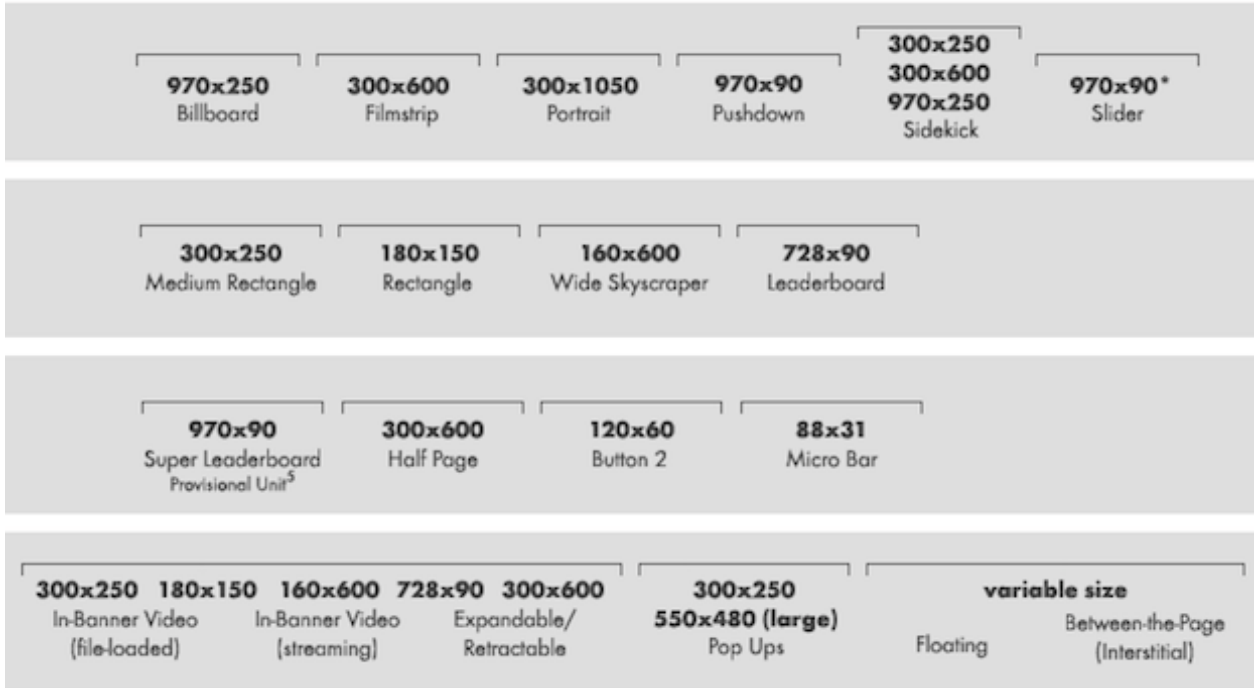 970x250
Billboard
300x600
Filmstrip
300x1050
Portrait
970x90
Pushdown
300x250
300x600
970x250
Sidekick
970x90*
Slider
300x250
Medium Rectangle
180x150
Rectangle
160x600
Wide Skyscraper
728x90
Leaderboard
970x90
Super Leaderboard
Provisional Unit⁵
300x600
Half Page
120x60
Button 2
88x31
Micro Bar
300x250 180x150 160x600 728x90 300x600
In-Banner Video
(file-loaded)
In-Banner Video
(streaming)
Expandable/
Retractable
300x250
550x480 (large)
Pop Ups
variable size
Floating
Between-the-Page
(Interstitial)